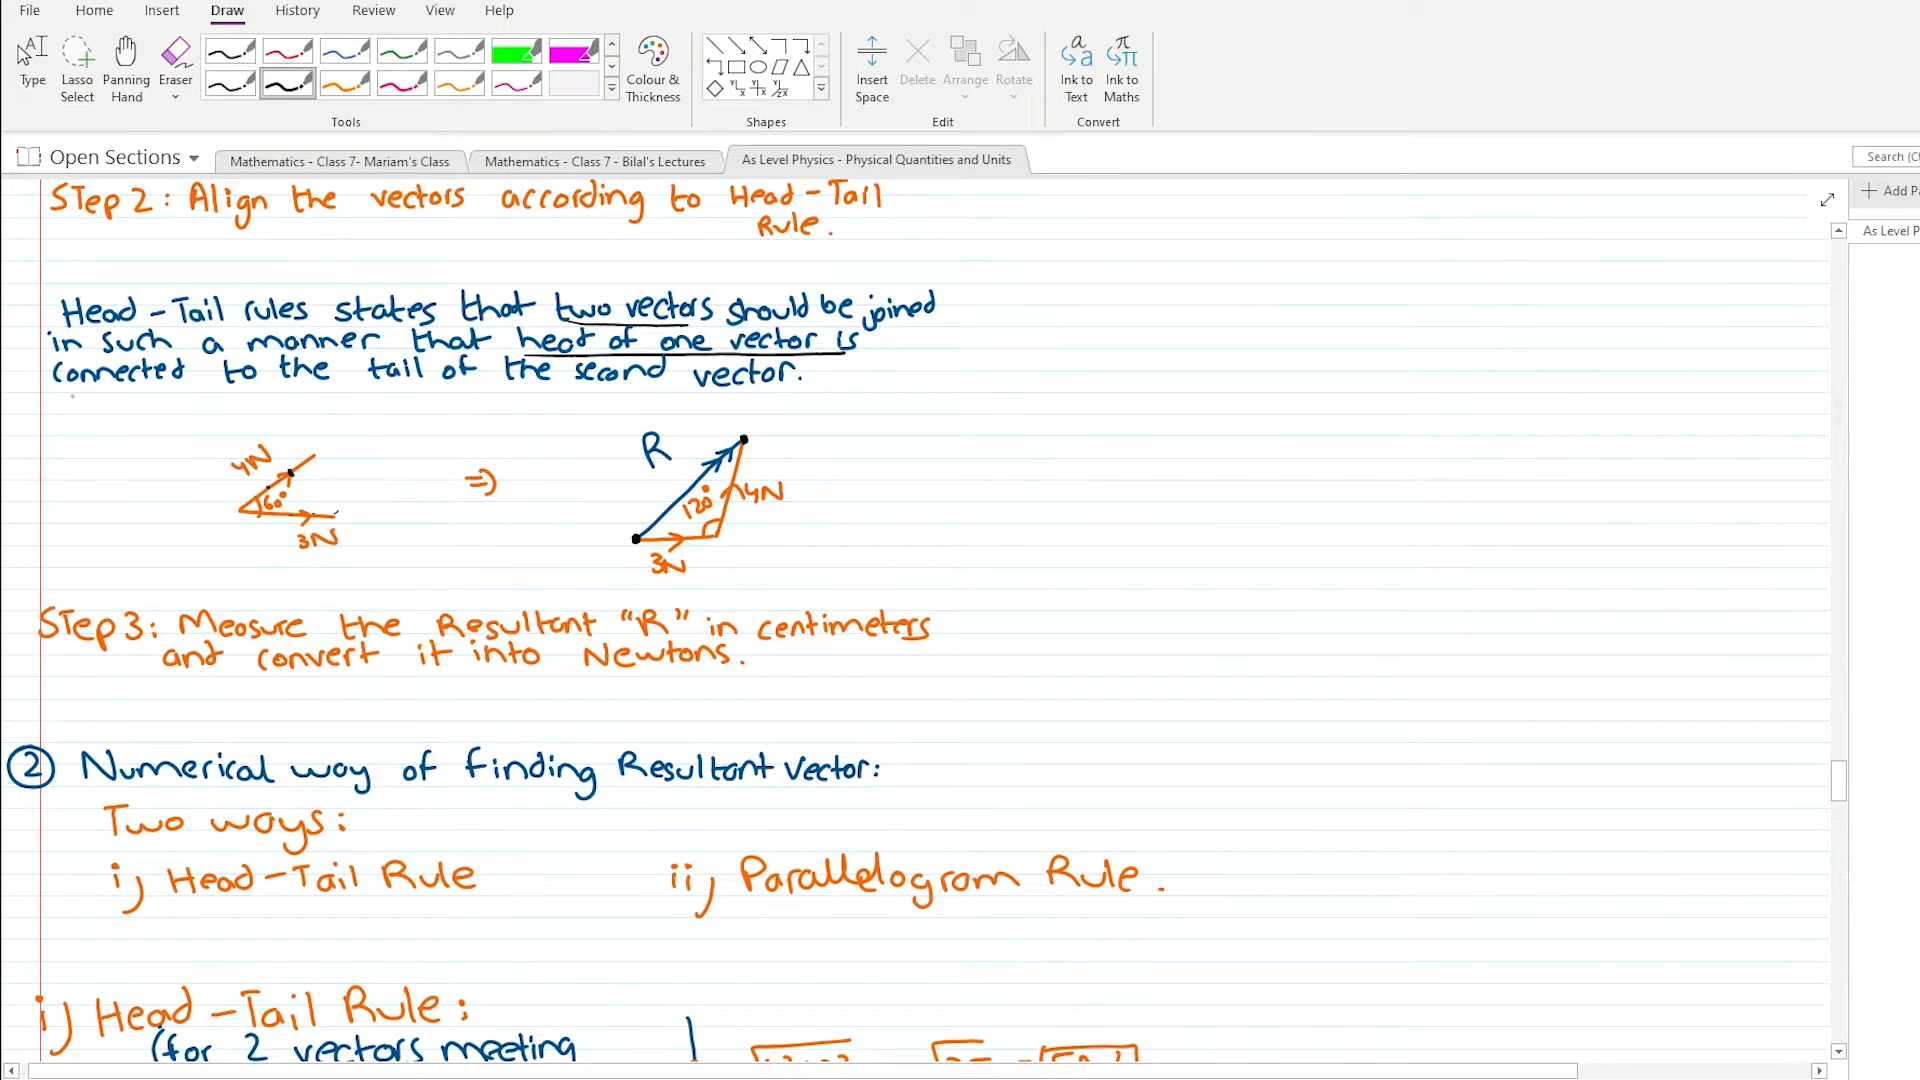 File Home Insert Draw History Review View Help
Type
Lasso Select
Panning Hand
Eraser
Colour & Thickness
Insert Space
Delete
Arrange
Rotate
Ink to Text
Ink to Maths
Tools
Shapes
Edit
Convert
Open Sections
Mathematics - Class 7- Mariam's Class
Mathematics - Class 7 - Bilal's Lectures
As Level Physics - Physical Quantities and Units
Search (Ct
Add Pa
As Level P
STep 2: Align the vectors according to Head-Tail
Rule.
Head-Tail rules states that two vectors should be joined
in such a manner that head of one vector is
connected to the tail of the second vector.
4N
60°
3N
=>
R
120°
4N
3N
STep 3: Measure the Resultant "R" in centimeters
and convert it into Newtons.
2 Numerical way of finding Resultant Vector:
Two ways:
i) Head-Tail Rule
ii) Parallelogram Rule.
i) Head-Tail Rule:
(for 2 vectors meeting